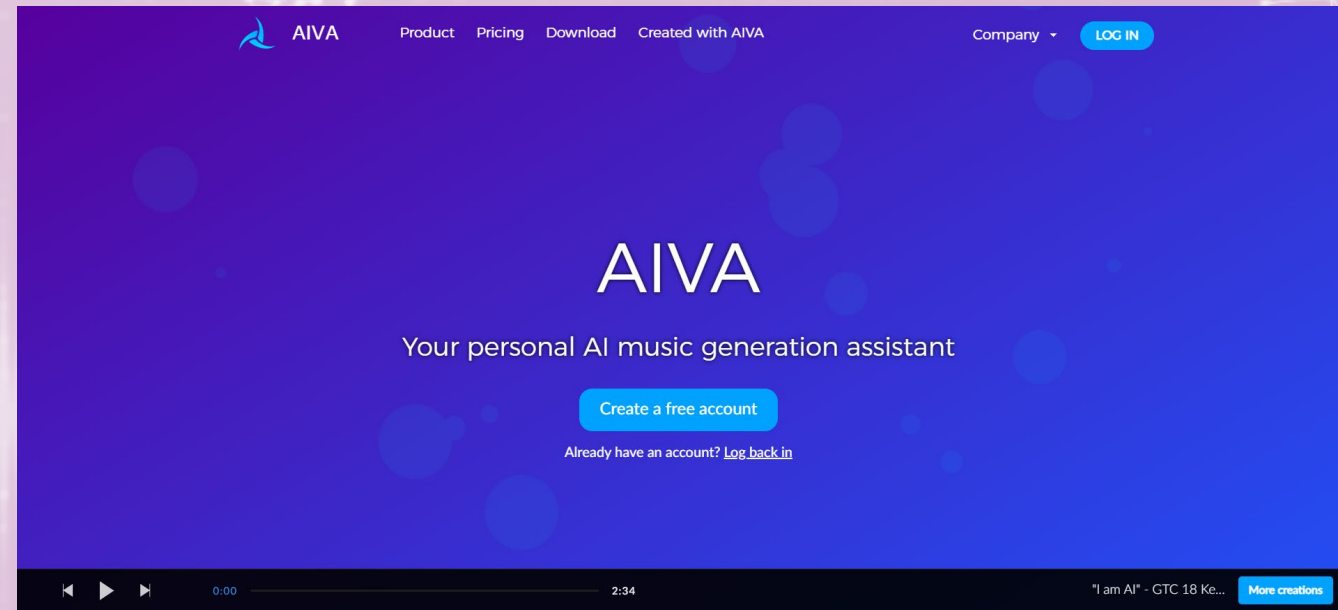 AIVA Product Pricing Download Created with AIVA Company LOG IN
AIVA
Your personal AI music generation assistant
Create a free account
Already have an account? Log back in
0:00 2:34 "I am AI" - GTC 18 Ke... More creations